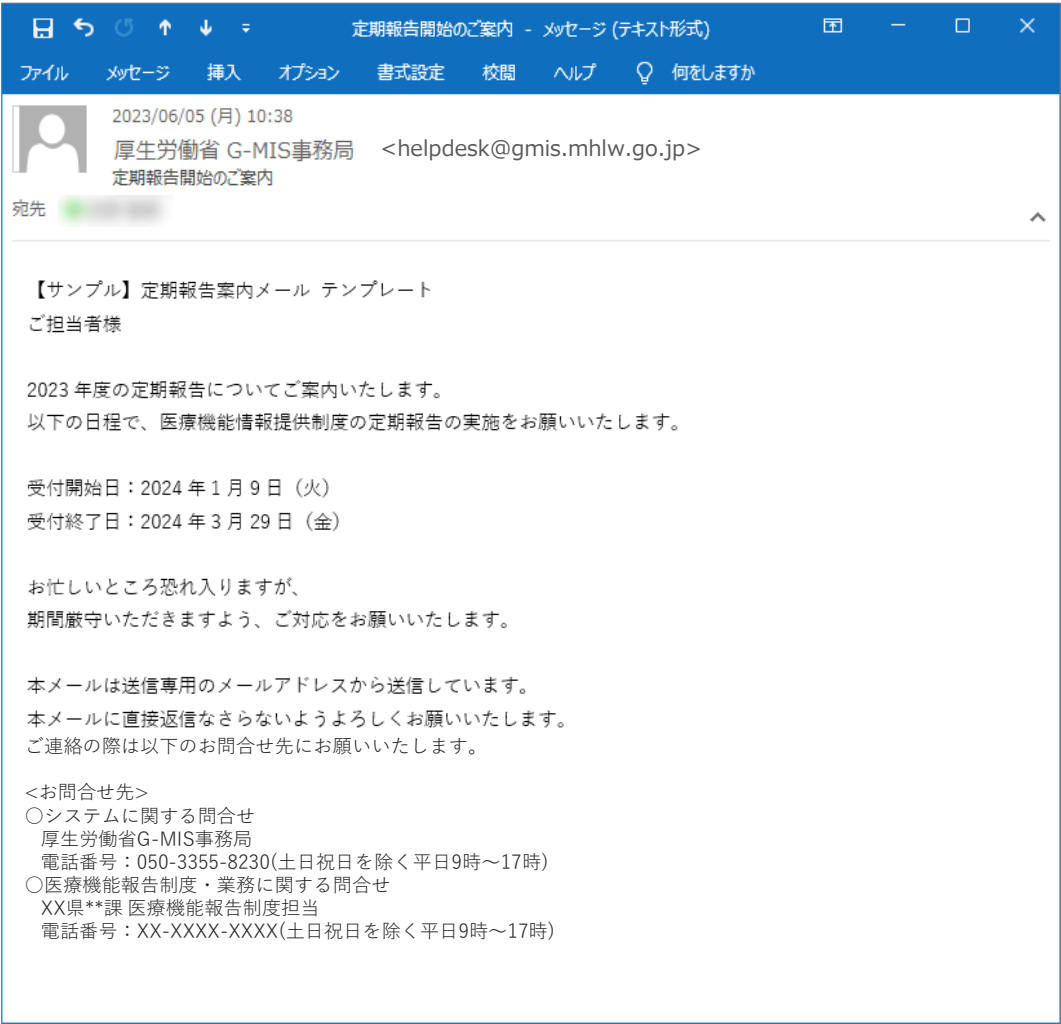 定期報告開始のご案内 - メッセージ (テキスト形式)
ファイル メッセージ 挿入 オプション 書式設定 校閲 ヘルプ 何をしますか
2023/06/05 (月) 10:38
厚生労働省 G-MIS事務局 <helpdesk@gmis.mhlw.go.jp>
定期報告開始のご案内
宛先
【サンプル】定期報告案内メール テンプレート
ご担当者様
2023 年度の定期報告についてご案内いたします。
以下の日程で、医療機能情報提供制度の定期報告の実施をお願いいたします。
受付開始日：2024 年 1 月 9 日（火）
受付終了日：2024 年 3 月 29 日（金）
お忙しいところ恐れ入りますが、
期間厳守いただきますよう、ご対応をお願いいたします。
本メールは送信専用のメールアドレスから送信しています。
本メールに直接返信なさらないようよろしくお願いいたします。
ご連絡の際は以下のお問合せ先にお願いいたします。
<お問合せ先>
○システムに関する問合せ
厚生労働省G-MIS事務局
電話番号：050-3355-8230(土日祝日を除く平日9時～17時)
○医療機能報告制度・業務に関する問合せ
XX県**課 医療機能報告制度担当
電話番号：XX-XXXX-XXXX(土日祝日を除く平日9時～17時)